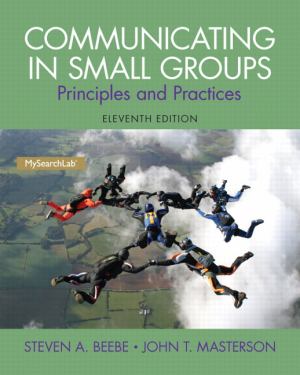 COMMUNICATING
IN SMALL GROUPS
Principles and Practices
ELEVENTH EDITION
MySearchLab®
STEVEN A. BEEBE • JOHN T. MASTERSON